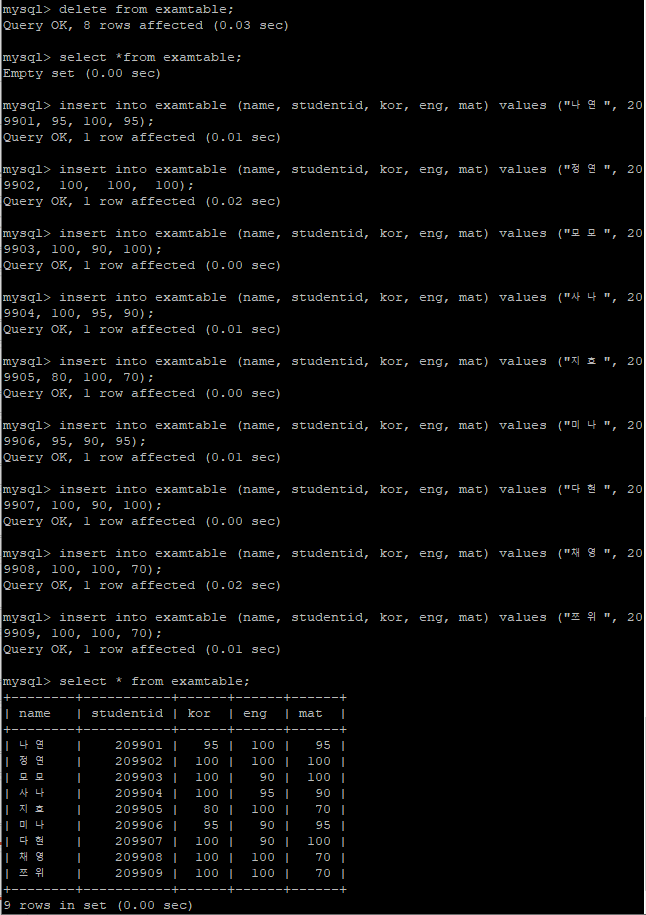 mysql> delete from examtable;
Query OK, 8 rows affected (0.03 sec)
mysql> select *from examtable;
Empty set (0.00 sec)
mysql> insert into examtable (name, studentid, kor, eng, mat) values ("나연", 20
9901, 95, 100, 95);
Query OK, 1 row affected (0.01 sec)
mysql> insert into examtable (name, studentid, kor, eng, mat) values ("정연", 20
9902,  100,  100,  100);
Query OK, 1 row affected (0.02 sec)
mysql> insert into examtable (name, studentid, kor, eng, mat) values ("모모", 20
9903, 100, 90, 100);
Query OK, 1 row affected (0.00 sec)
mysql> insert into examtable (name, studentid, kor, eng, mat) values ("사나", 20
9904, 100, 95, 90);
Query OK, 1 row affected (0.01 sec)
mysql> insert into examtable (name, studentid, kor, eng, mat) values ("지효", 20
9905, 80, 100, 70);
Query OK, 1 row affected (0.00 sec)
mysql> insert into examtable (name, studentid, kor, eng, mat) values ("미나", 20
9906, 95, 90, 95);
Query OK, 1 row affected (0.01 sec)
mysql> insert into examtable (name, studentid, kor, eng, mat) values ("다현", 20
9907, 100, 90, 100);
Query OK, 1 row affected (0.00 sec)
mysql> insert into examtable (name, studentid, kor, eng, mat) values ("채영", 20
9908, 100, 100, 70);
Query OK, 1 row affected (0.02 sec)
mysql> insert into examtable (name, studentid, kor, eng, mat) values ("쯔위", 20
9909, 100, 100, 70);
Query OK, 1 row affected (0.01 sec)
mysql> select * from examtable;
+--------+-----------+------+------+------+
| name   | studentid | kor  | eng  | mat  |
+--------+-----------+------+------+------+
| 나연   |    209901 |   95 |  100 |   95 |
| 정연   |    209902 |  100 |  100 |  100 |
| 모모   |    209903 |  100 |   90 |  100 |
| 사나   |    209904 |  100 |   95 |   90 |
| 지효   |    209905 |   80 |  100 |   70 |
| 미나   |    209906 |   95 |   90 |   95 |
| 다현   |    209907 |  100 |   90 |  100 |
| 채영   |    209908 |  100 |  100 |   70 |
| 쯔위   |    209909 |  100 |  100 |   70 |
+--------+-----------+------+------+------+
9 rows in set (0.00 sec)